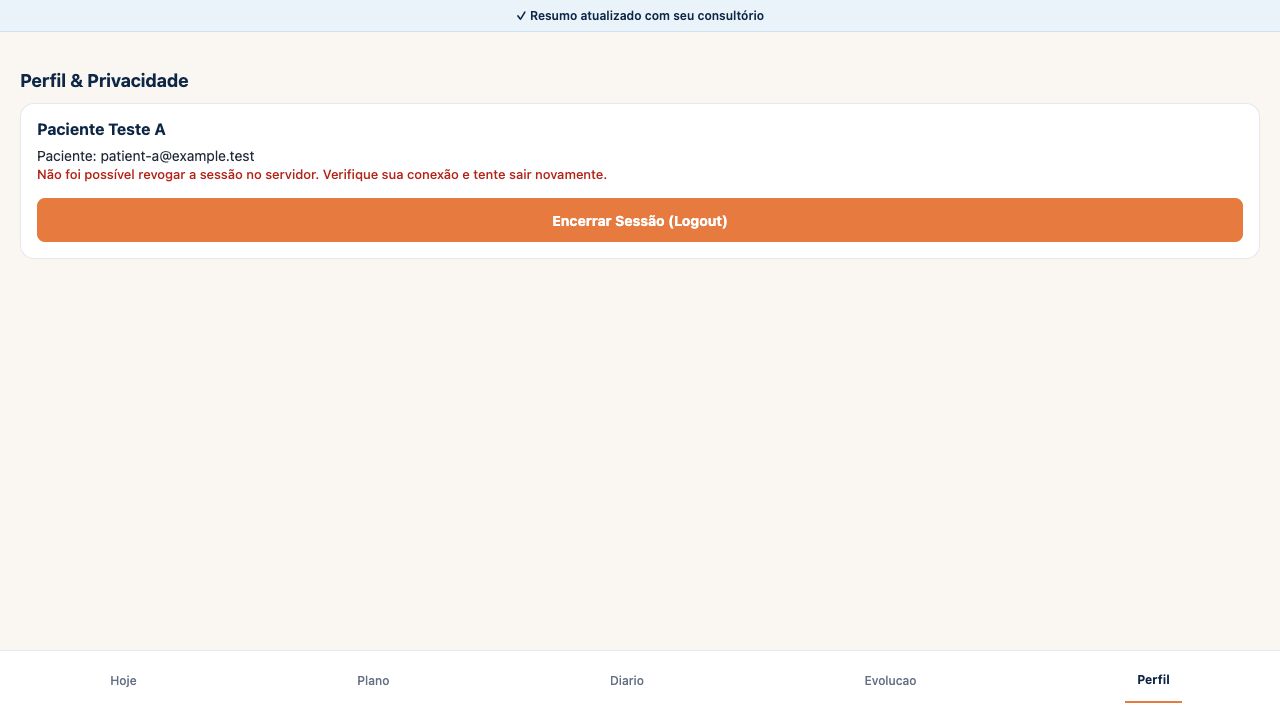 ✓ Resumo atualizado com seu consultório
Perfil & Privacidade
Paciente Teste A
Paciente: patient-a@example.test
Não foi possível revogar a sessão no servidor. Verifique sua conexão e tente sair novamente.
Encerrar Sessão (Logout)
Hoje
Plano
Diario
Evolucao
Perfil